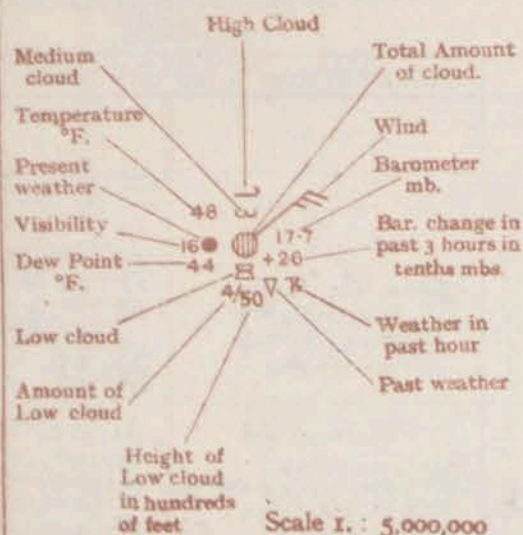 High Cloud
Medium
cloud
Total Amount
of cloud.
Temperature
°F.
Wind
Present
weather
Barometer
mb.
Visibility
48
16
17·7
Bar. change in
past 3 hours in
tenths mbs.
+26
Dew Point
°F.
44
4/50
Low cloud
Weather in
past hour
Amount of
Low cloud
Past weather
Height of
Low cloud
in hundreds
of feet
Scale 1. : 5,000,000